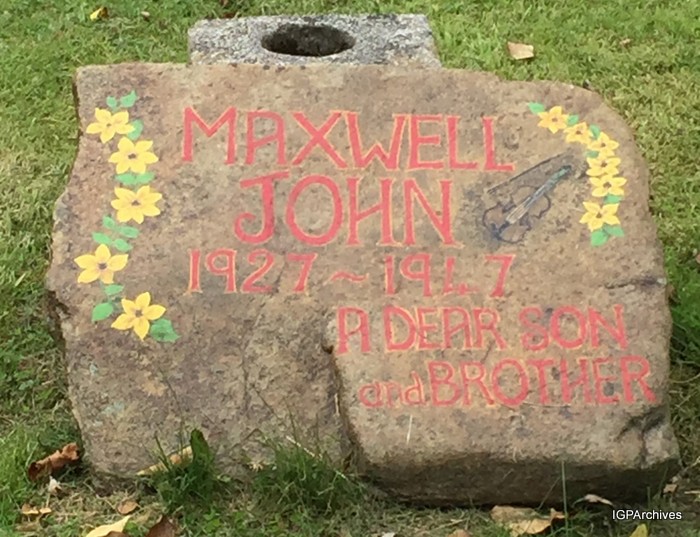 MAXWELL
JOHN
1927~1947
A DEAR SON
and BROTHER
IGPArchives